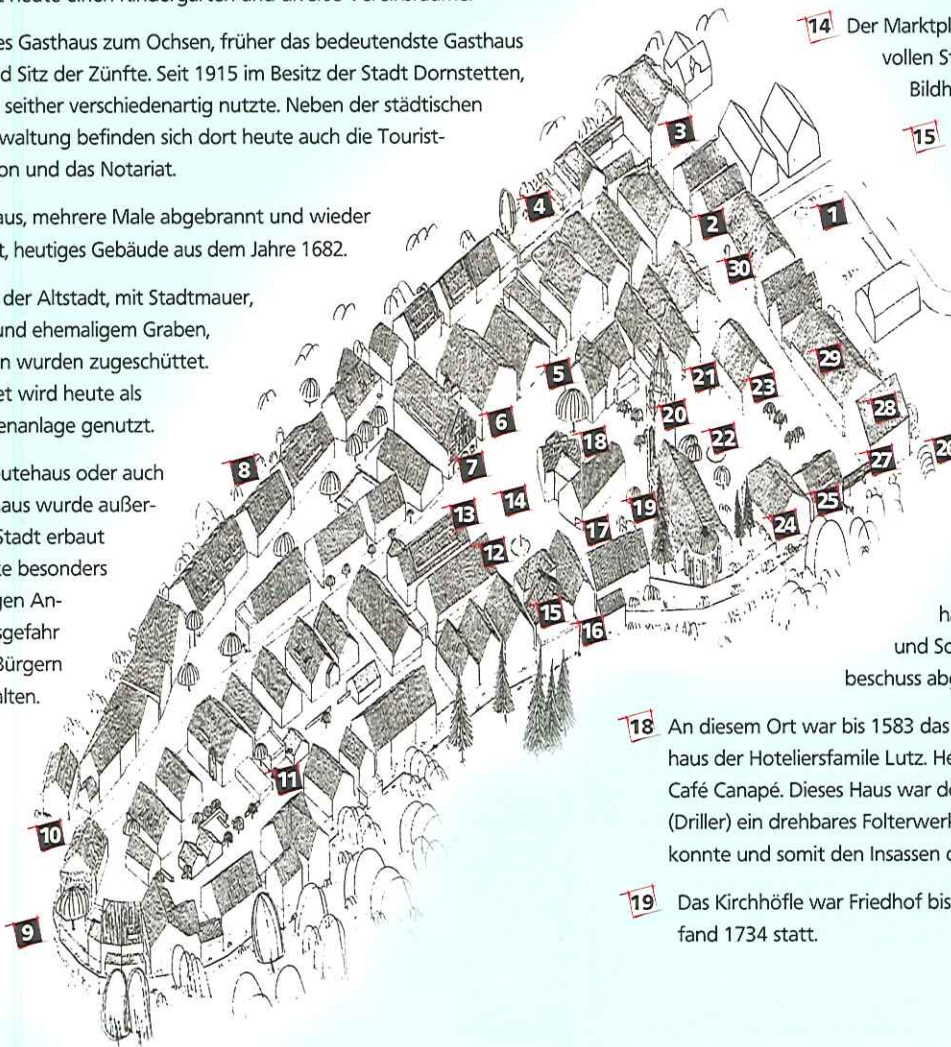 heute einen Kindergarten und diverse Vereinsräume.
es Gasthaus zum Ochsen, früher das bedeutendste Gasthaus
d Sitz der Zünfte. Seit 1915 im Besitz der Stadt Dornstetten,
seither verschiedenartig nutzte. Neben der städtischen
waltung befinden sich dort heute auch die Tourist-
on und das Notariat.
aus, mehrere Male abgebrannt und wieder
t, heutiges Gebäude aus dem Jahre 1682.
der Altstadt, mit Stadtmauer,
und ehemaligem Graben,
n wurden zugeschüttet.
et wird heute als
enanlage genutzt.
utehaus oder auch
aus wurde außer-
Stadt erbaut
te besonders
gen An-
sgefahr
Bürgern
alten.
14 Der Marktpl
vollen S
Bildh
15
3
4
2
1
30
5
21
29
23
6
20
28
18
22
8
7
27
26
13
14
19
25
17
12
24
15
16
11
10
9
h
und Sc
beschuss ab
18 An diesem Ort war bis 1583 das
haus der Hoteliersfamile Lutz. He
Café Canapé. Dieses Haus war de
(Driller) ein drehbares Folterwerk
konnte und somit den Insassen d
19 Das Kirchhöfle war Friedhof bis
fand 1734 statt.